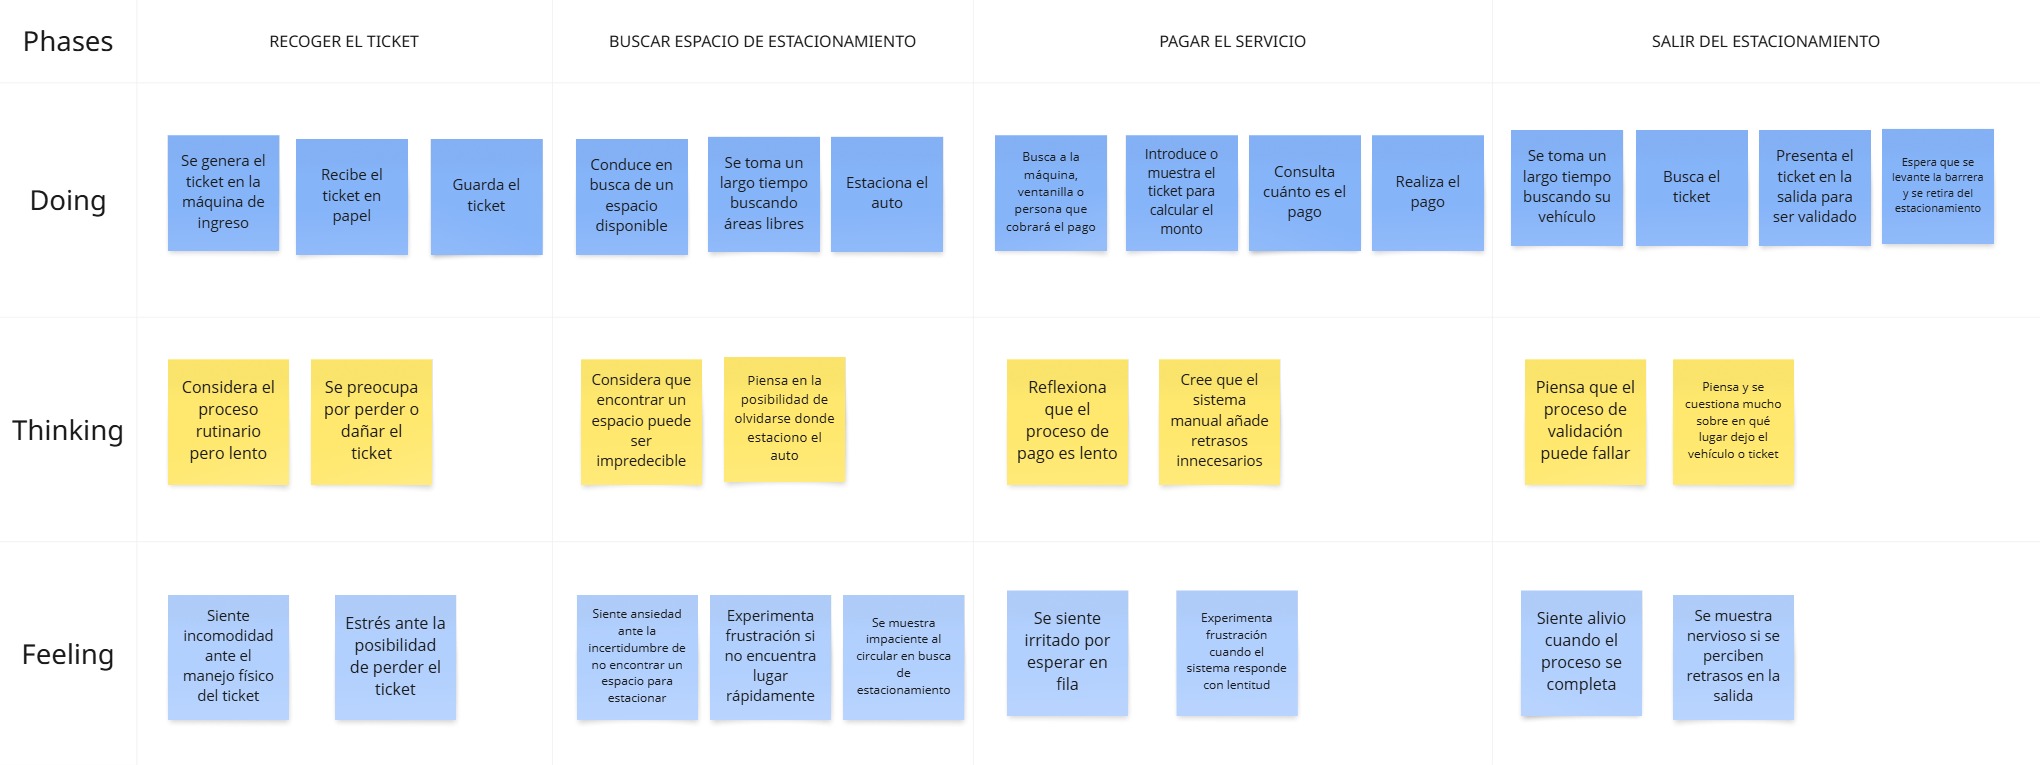 Phases
RECOGER EL TICKET
BUSCAR ESPACIO DE ESTACIONAMIENTO
PAGAR EL SERVICIO
SALIR DEL ESTACIONAMIENTO
Doing
Se genera el
ticket en la
máquina de
ingreso
Recibe el
ticket en
papel
Guarda el
ticket
Conduce en
busca de un
espacio
disponible
Se toma un
largo tiempo
buscando
áreas libres
Estaciona el
auto
Busca a la
máquina,
ventanilla o
persona que
cobrará el pago
Introduce o
muestra el
ticket para
calcular el
monto
Consulta
cuánto es el
pago
Realiza el
pago
Se toma un
largo tiempo
buscando su
vehículo
Busca el
ticket
Presenta el
ticket en la
salida para
ser validado
Espera que se
levante la barrera
y se retira del
estacionamiento
Thinking
Considera el
proceso
rutinario
pero lento
Se preocupa
por perder o
dañar el
ticket
Considera que
encontrar un
espacio puede
ser
impredecible
Piensa en la
posibilidad de
olvidarse donde
estaciono el
auto
Reflexiona
que el
proceso de
pago es lento
Cree que el
sistema
manual añade
retrasos
innecesarios
Piensa que el
proceso de
validación
puede fallar
Piensa y se
cuestiona mucho
sobre en qué
lugar dejo el
vehículo o ticket
Feeling
Siente
incomodidad
ante el
manejo físico
del ticket
Estrés ante la
posibilidad
de perder el
ticket
Siente ansiedad
ante la
incertidumbre de
no encontrar un
espacio para
estacionar
Experimenta
frustración si
no encuentra
lugar
rápidamente
Se muestra
impaciente al
circular en busca
de
estacionamiento
Se siente
irritado por
esperar en
fila
Experimenta
frustración
cuando el
sistema responde
con lentitud
Siente alivio
cuando el
proceso se
completa
Se muestra
nervioso si se
perciben
retrasos en la
salida